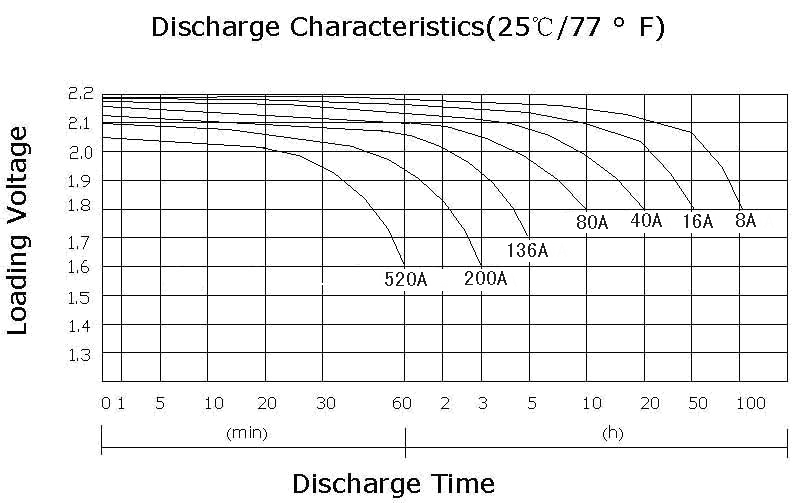 Discharge Characteristics(25℃/77 ° F)
Loading Voltage
2.2
2.1
2.0
1.9
1.8
1.7
1.6
1.5
1.4
1.3
80A 40A 16A 8A
136A
520A 200A
0 1 5 10 20 30 60 2 3 5 10 20 50 100
(min) (h)
Discharge Time